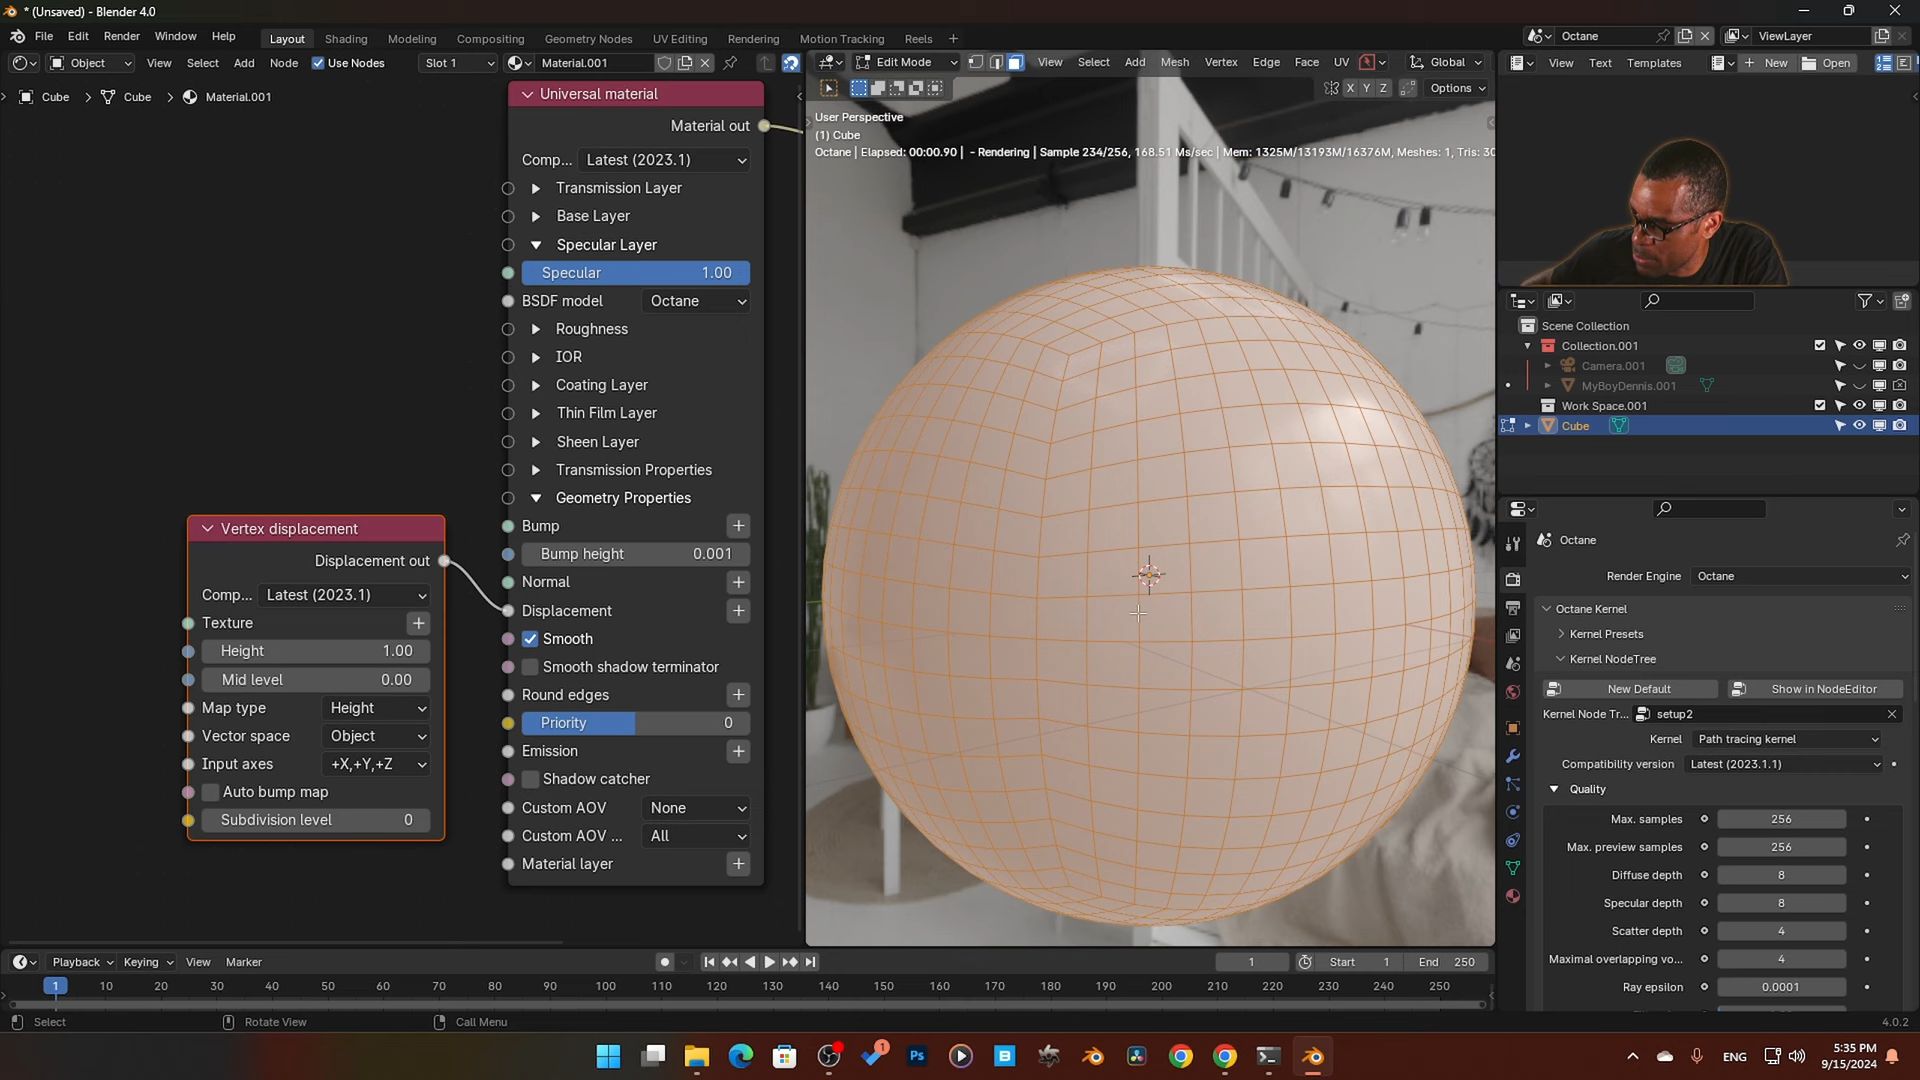 * (Unsaved) - Blender 4.0
File Edit Render Window Help
Layout Shading Modeling Compositing Geometry Nodes UV Editing Rendering Motion Tracking Reels
Octane
ViewLayer
Object View Select Add Node Use Nodes Slot 1 Material.001
Edit Mode View Select Add Mesh Vertex Edge Face UV Global
View Text Templates New Open
X Y Z Options
Cube Cube Material.001
Universal material
Material out
Comp... Latest (2023.1)
Transmission Layer
Base Layer
Specular Layer
Specular 1.00
BSDF model Octane
Roughness
IOR
Coating Layer
Thin Film Layer
Sheen Layer
Transmission Properties
Geometry Properties
Bump
Bump height 0.001
Normal
Displacement
Smooth
Smooth shadow terminator
Round edges
Priority 0
Emission
Shadow catcher
Custom AOV None
Custom AOV ... All
Material layer
Vertex displacement
Displacement out
Comp... Latest (2023.1)
Texture
Height 1.00
Mid level 0.00
Map type Height
Vector space Object
Input axes +X,+Y,+Z
Auto bump map
Subdivision level 0
User Perspective
(1) Cube
Octane | Elapsed: 00:00.90 | - Rendering | Sample 234/256, 168.51 Ms/sec | Mem: 1325M/13193M/16376M, Meshes: 1, Tris: 30
Scene Collection
Collection.001
Camera.001
MyBoyDennis.001
Work Space.001
Cube
Octane
Render Engine Octane
Octane Kernel
Kernel Presets
Kernel NodeTree
New Default Show in NodeEditor
Kernel Node Tr... setup2
Kernel Path tracing kernel
Compatibility version Latest (2023.1.1)
Quality
Max. samples 256
Max. preview samples 256
Diffuse depth 8
Specular depth 8
Scatter depth 4
Maximal overlapping vo... 4
Ray epsilon 0.0001
Playback Keying View Marker
1 Start 1 End 250
1 10 20 30 40 50 60 70 80 90 100 110 120 130 140 150 160 170 180 190 200 210 220 230 240 250
Select Rotate View Call Menu
4.0.2
1
Ps
ENG
5:35 PM
9/15/2024